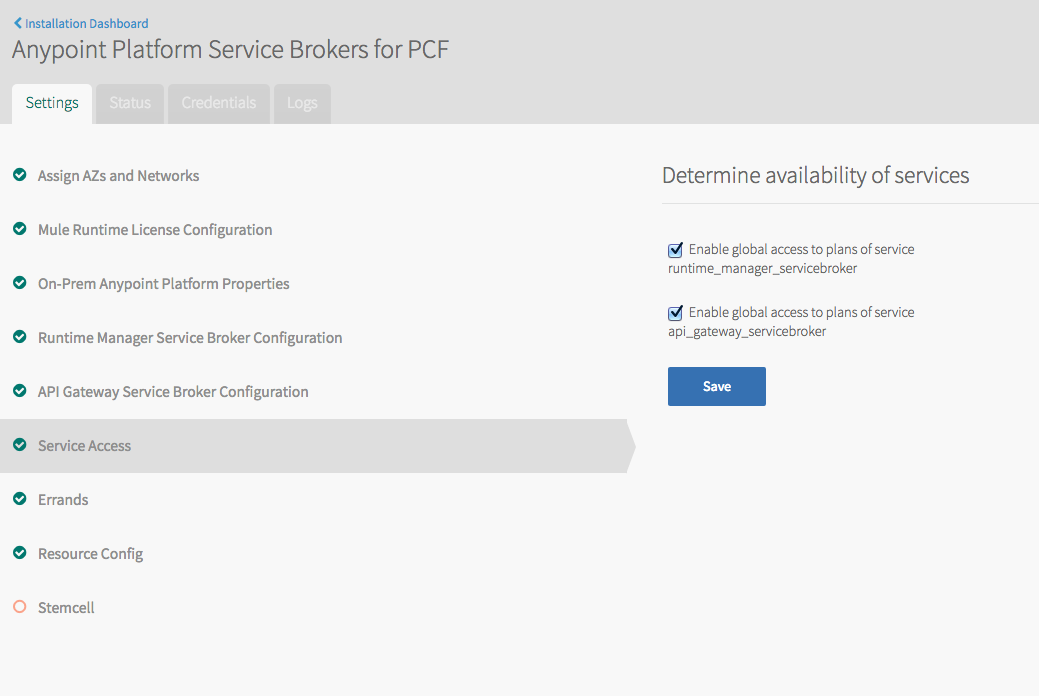 Installation Dashboard
Anypoint Platform Service Brokers for PCF
Settings
Status
Credentials
Logs
Assign AZs and Networks
Mule Runtime License Configuration
On-Prem Anypoint Platform Properties
Runtime Manager Service Broker Configuration
API Gateway Service Broker Configuration
Service Access
Errands
Resource Config
Stemcell
Determine availability of services
Enable global access to plans of service
runtime_manager_servicebroker
Enable global access to plans of service
api_gateway_servicebroker
Save